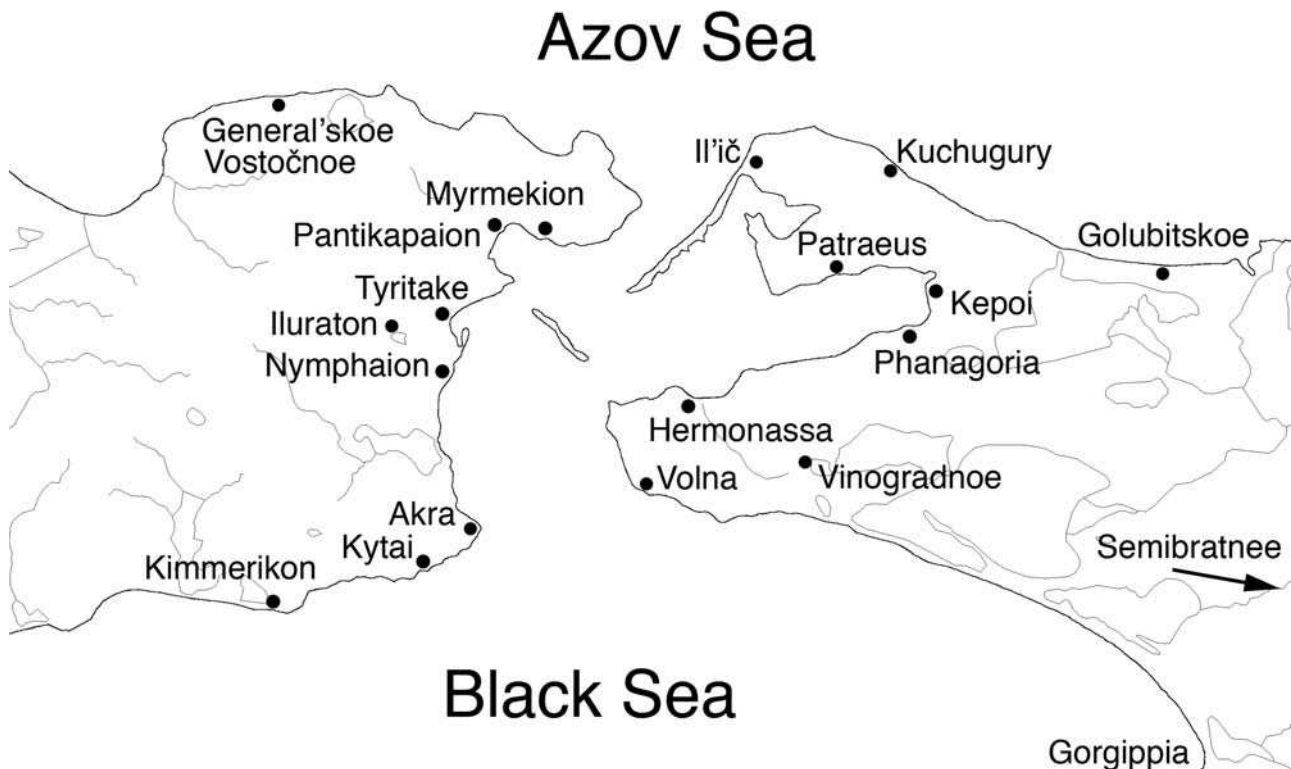 Azov Sea
General'skoe
Vostočnoe
Il'ič
Kuchugury
Myrmekion
Pantikapaion
Golubitskoe
Patraeus
Tyritake
Kepoi
Iluraton
Phanagoria
Nymphaion
Hermonassa
Volna
Vinogradnoe
Akra
Kytai
Semibratnee
Kimmerikon
Black Sea
Gorgippia